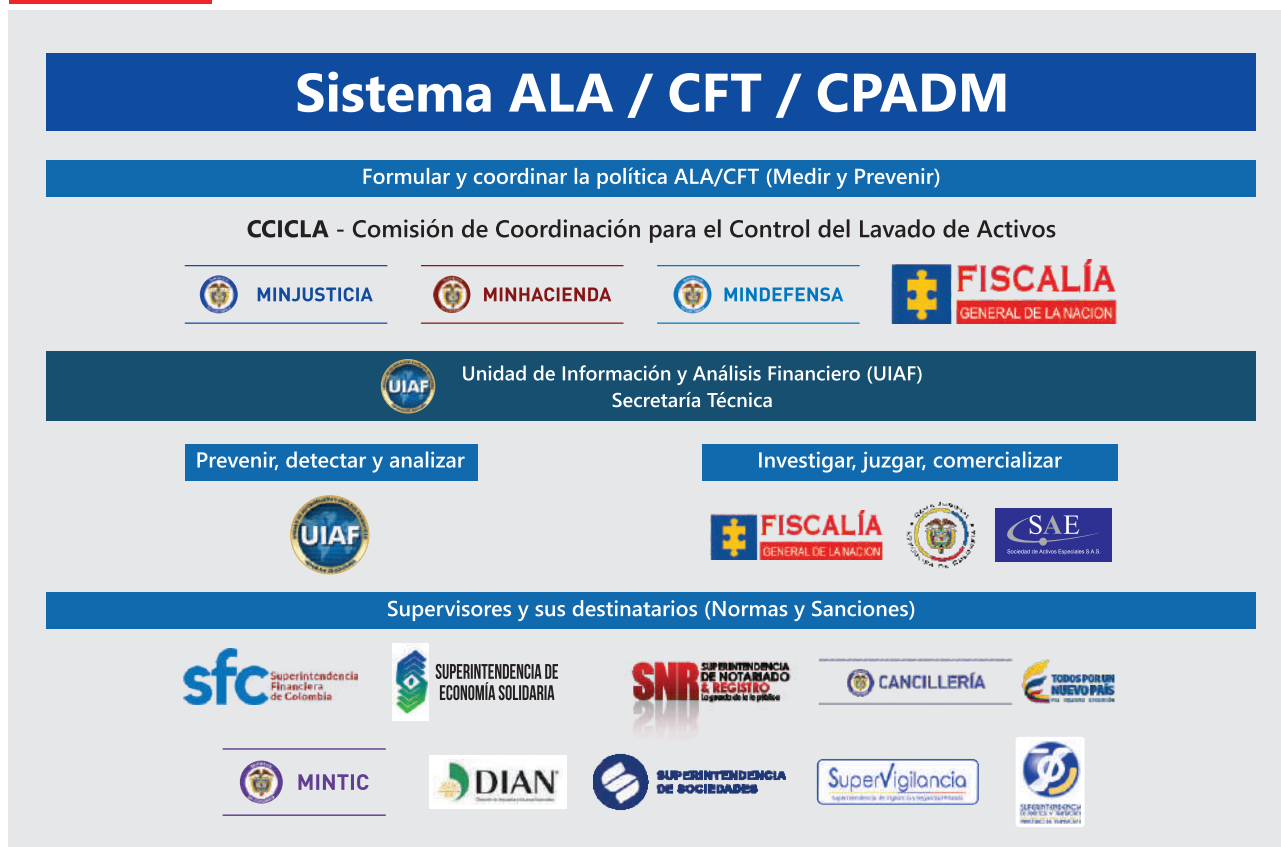 Sistema ALA / CFT / CPADM
Formular y coordinar la política ALA/CFT (Medir y Prevenir)
CCICLA - Comisión de Coordinación para el Control del Lavado de Activos
MINJUSTICIA
MINHACIENDA
MINDEFENSA
FISCALÍA
GENERAL DE LA NACION
UIAF
Unidad de Información y Análisis Financiero (UIAF)
Secretaría Técnica
Prevenir, detectar y analizar
Investigar, juzgar, comercializar
UIAF
FISCALÍA
GENERAL DE LA NACION
SAE
Sociedad de Activos Especiales S.A.S.
Supervisores y sus destinatarios (Normas y Sanciones)
sfc
Superintendencia
Financiera
de Colombia
SUPERINTENDENCIA DE
ECONOMÍA SOLIDARIA
SNR
SUPERINTENDENCIA
DE NOTARIADO
& REGISTRO
CANCILLERÍA
TODOS POR UN
NUEVO PAÍS
MINTIC
DIAN
SUPERINTENDENCIA
DE SOCIEDADES
SuperVigilancia
SUPERINTENDENCIA